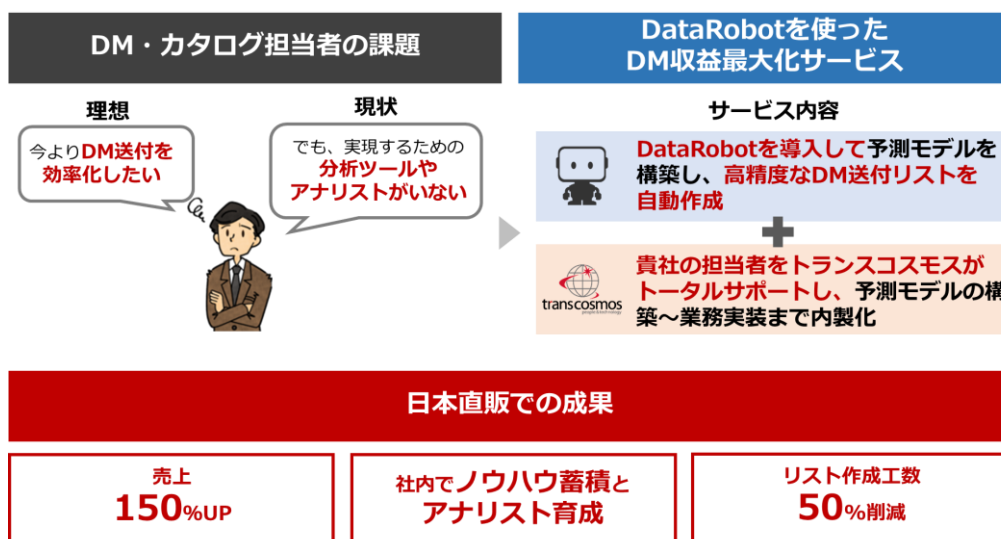 DM・カタログ担当者の課題
理想
今よりDM送付を
効率化したい
現状
でも、実現するための
分析ツールや
アナリストがいない
DataRobotを使った
DM収益最大化サービス
サービス内容
DataRobotを導入して予測モデルを
構築し、高精度なDM送付リストを
自動作成
transcosmos
people & technology
貴社の担当者をトランスコスモスが
トータルサポートし、予測モデルの構
築～業務実装まで内製化
日本直販での成果
売上
150%UP
社内でノウハウ蓄積と
アナリスト育成
リスト作成工数
50%削減